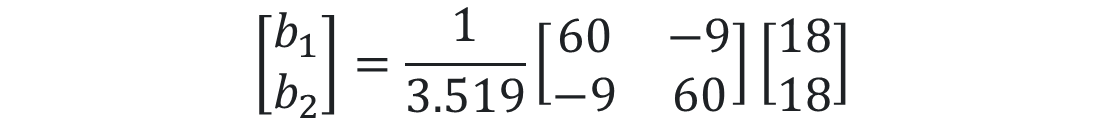 [b₁ b₂] = 1/3.519 [60 −9 −9 60] [18 18]